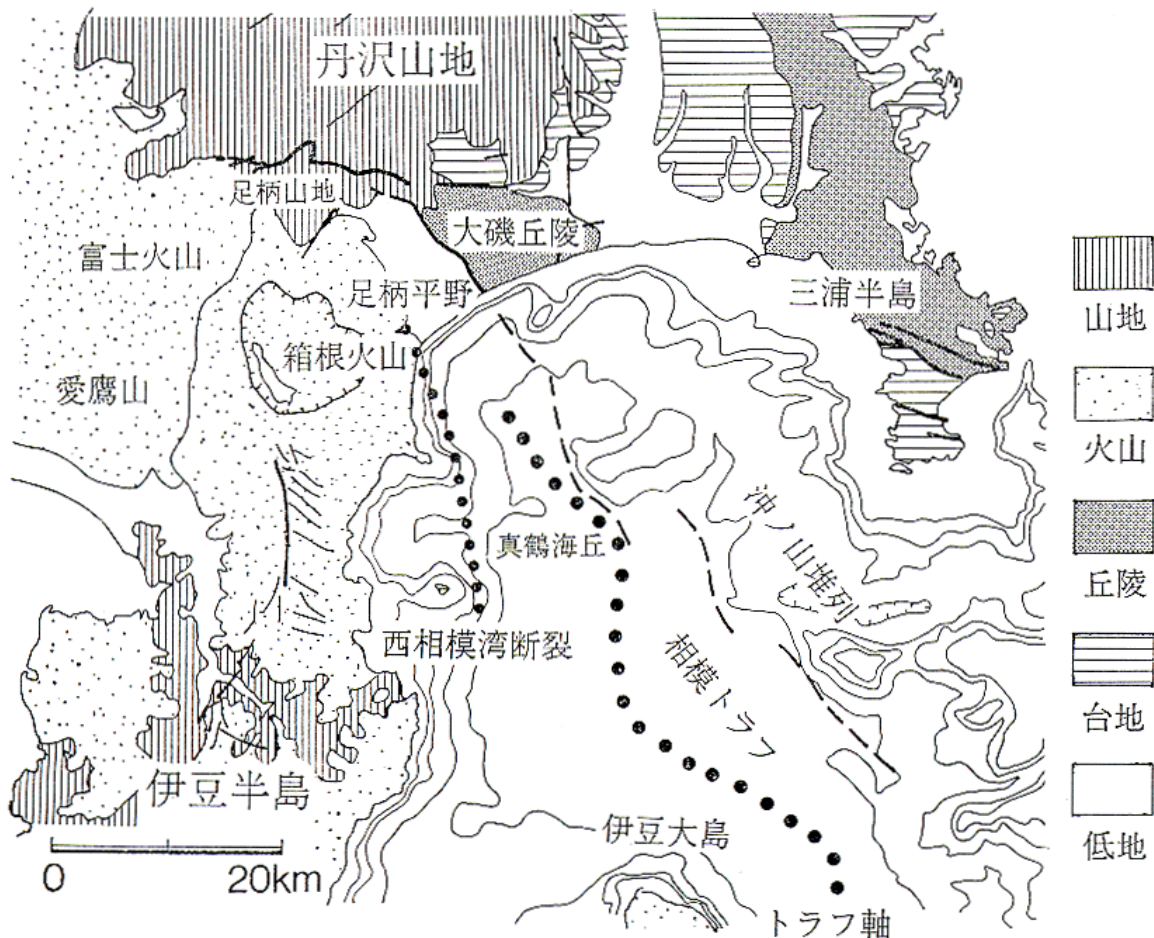 丹沢山地
足柄山地
大磯丘陵
富士火山
足柄平野
三浦半島
箱根火山
愛鷹山
真鶴海丘
沖ノ山堆列
西相模湾断裂
相模トラフ
伊豆半島
伊豆大島
0 20km
トラフ軸
山地
火山
丘陵
台地
低地